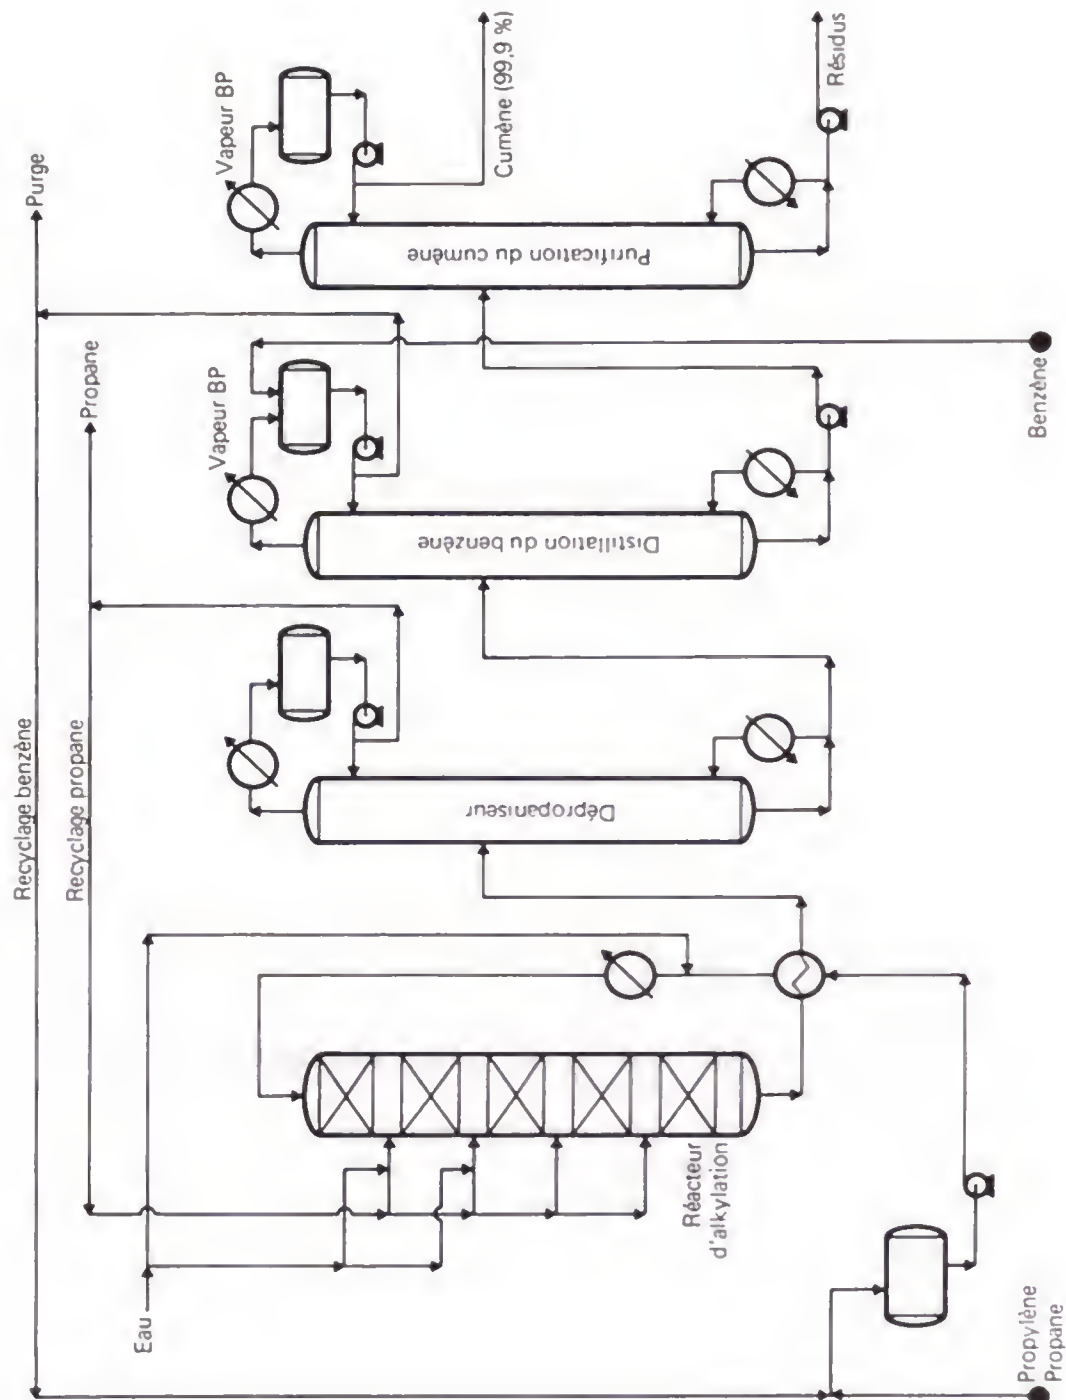 Recyclage benzène
Purge
Recyclage propane
Propane
Eau
Réacteur
d'alkylation
Dépropaniseur
Vapeur BP
Distillation du benzène
Vapeur BP
Purification du cumène
Cumène (99,9 %)
Résidus
Benzène
Propylène
Propane